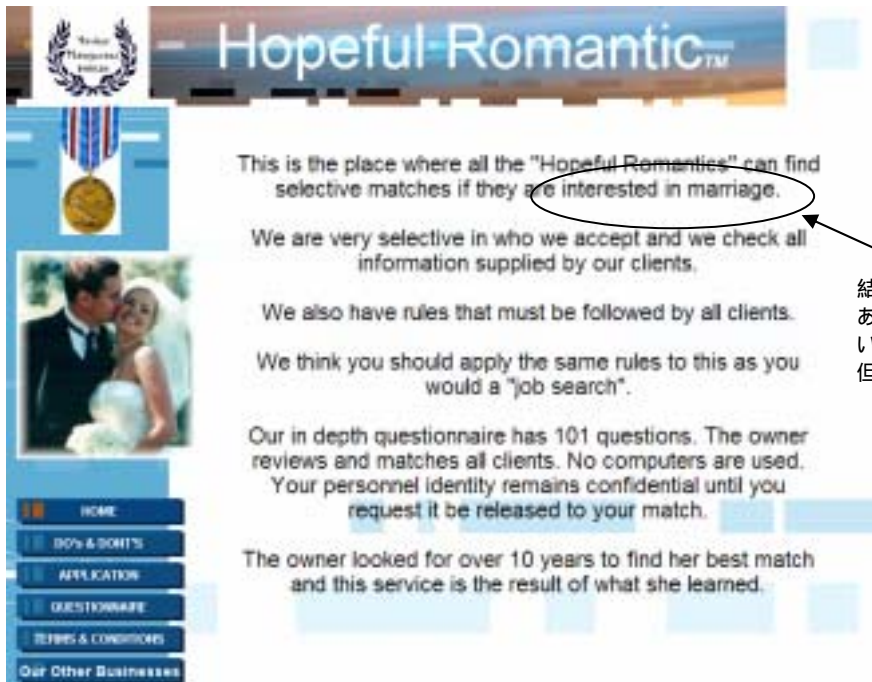 Hopeful Romantic TM
This is the place where all the "Hopeful Romantics" can find
selective matches if they are interested in marriage.
We are very selective in who we accept and we check all
information supplied by our clients.
We also have rules that must be followed by all clients.
We think you should apply the same rules to this as you
would a "job search".
Our in depth questionnaire has 101 questions. The owner
reviews and matches all clients. No computers are used.
Your personnel identity remains confidential until you
request it be released to your match.
The owner looked for over 10 years to find her best match
and this service is the result of what she learned.
結
あ
い
但
HOME
DO's & DONT'S
APPLICATION
QUESTIONNAIRE
TERMS & CONDITIONS
Our Other Businesses